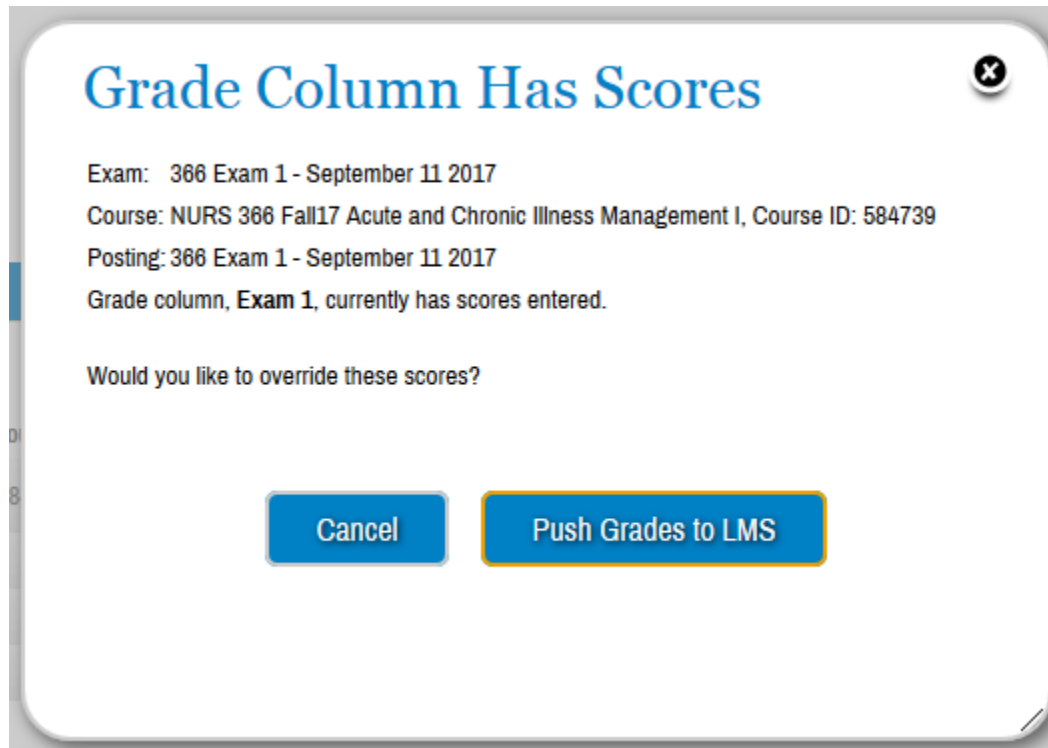 Grade Column Has Scores
Exam: 366 Exam 1 - September 11 2017
Course: NURS 366 Fall17 Acute and Chronic Illness Management I, Course ID: 584739
Posting: 366 Exam 1 - September 11 2017
Grade column, Exam 1, currently has scores entered.
Would you like to override these scores?
Cancel
Push Grades to LMS